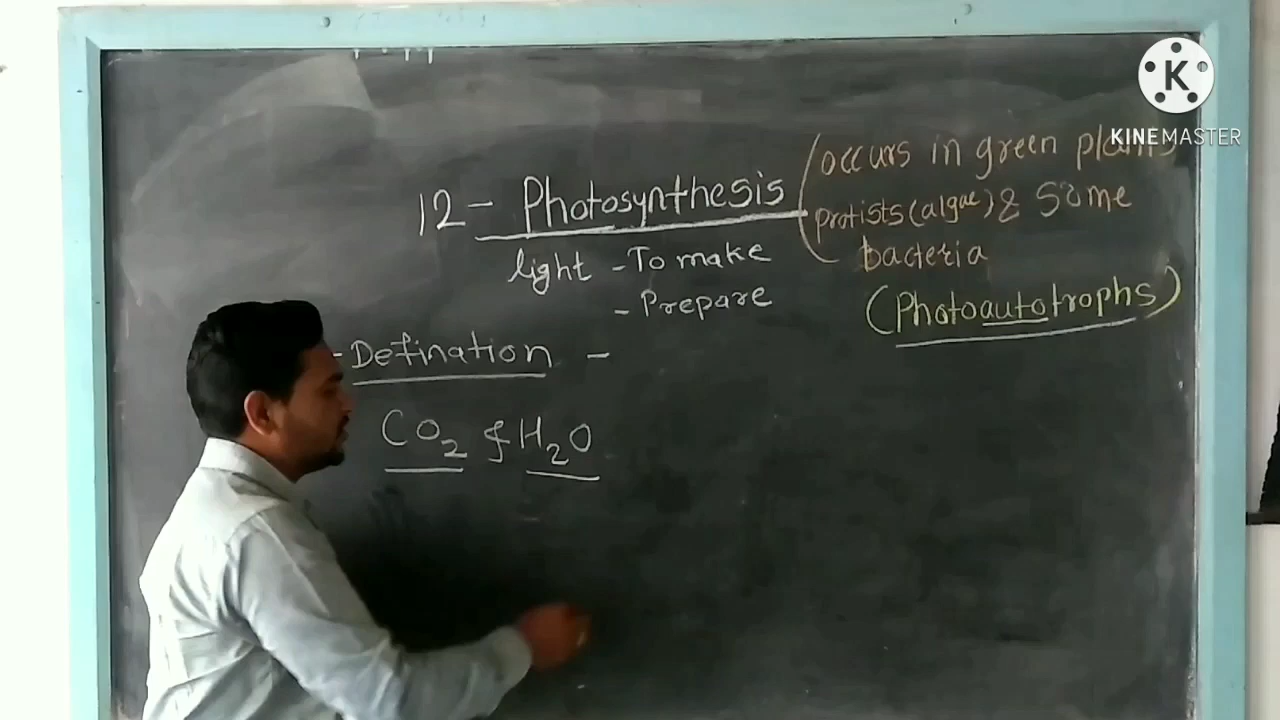 12- Photosynthesis
light - To make
- Prepare
occurs in green plants
protists (algae) & some
bacteria
(Photoautotrophs)
- Defination -
CO₂ & H₂O
K
KINEMASTER